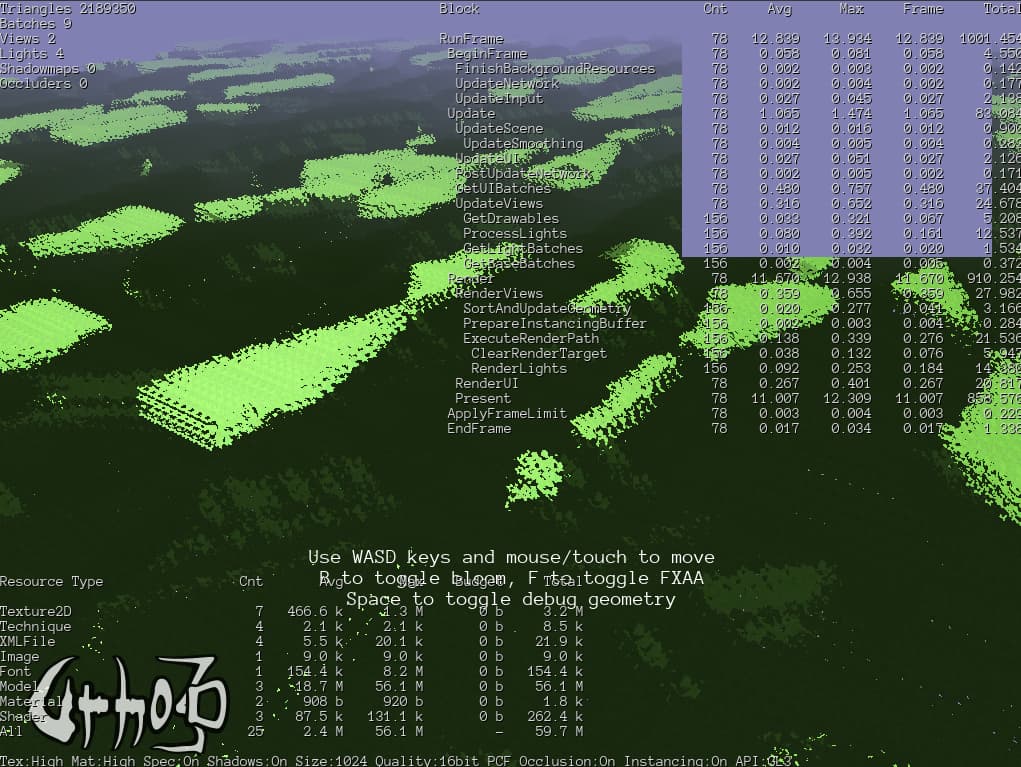 Triangles 2189350
Batches 9
Views 2
Lights 4
Shadowmaps 0
Occluders 0
Block Cnt Avg Max Frame Total
RunFrame 78 12.839 13.934 12.839 1001.454
BeginFrame 78 0.058 0.081 0.058 4.550
FinishBackgroundResources 78 0.002 0.003 0.002 0.142
UpdateNetwork 78 0.002 0.004 0.002 0.177
UpdateInput 78 0.027 0.045 0.027 2.138
Update 78 1.065 1.474 1.065 83.084
UpdateScene 78 0.012 0.016 0.012
UpdateSmoothing 78 0.004 0.005 0.004
UpdateUI 78 0.027 0.051 0.027 2.126
PostUpdateNetwork 78 0.002 0.005 0.002 0.171
GetUIBatches 78 0.480 0.757 0.480 37.404
UpdateViews 78 0.316 0.652 0.316 24.678
GetDrawables 156 0.033 0.321 0.067 5.208
ProcessLights 156 0.080 0.392 0.161 12.537
GetLightBatches 156 0.010 0.032 0.020 1.534
GetBaseBatches 156 0.002 0.004 0.005 0.372
Render 78 11.670 12.938 11.670 910.254
RenderViews 78 0.359 0.655 0.359 27.982
SortAndUpdateGeometry 156 0.020 0.277 0.041 3.166
PrepareInstancingBuffer 156 0.002 0.003 0.004 0.284
ExecuteRenderPath 156 0.138 0.339 0.276 21.536
ClearRenderTarget 156 0.038 0.132 0.076 5.947
RenderLights 156 0.092 0.253 0.184 14.380
RenderUI 78 0.267 0.401 0.267 20.817
Present 78 11.007 12.309 11.007 858.576
ApplyFrameLimit 78 0.003 0.004 0.003 0.229
EndFrame 78 0.017 0.034 0.017 1.338
Use WASD keys and mouse/touch to move
R to toggle bloom, F to toggle FXAA
Space to toggle debug geometry
Resource Type Cnt Avg Max Budget Total
Texture2D 7 466.6 k 1.3 M 0 b 3.2 M
Technique 4 2.1 k 2.1 k 0 b 8.5 k
XMLFile 4 5.5 k 20.1 k 0 b 21.9 k
Image 1 9.0 k 9.0 k 0 b 9.0 k
Font 1 154.4 k 8.2 M 0 b 154.4 k
Model 3 18.7 M 56.1 M 0 b 56.1 M
Material 2 908 b 920 b 0 b 1.8 k
Shader 3 87.5 k 131.1 k 0 b 262.4 k
All 25 2.4 M 56.1 M - 59.7 M
Tex:High Mat:High Spec:On Shadows:On Size:1024 Quality:16bit PCF Occlusion:On Instancing:On API:GL3